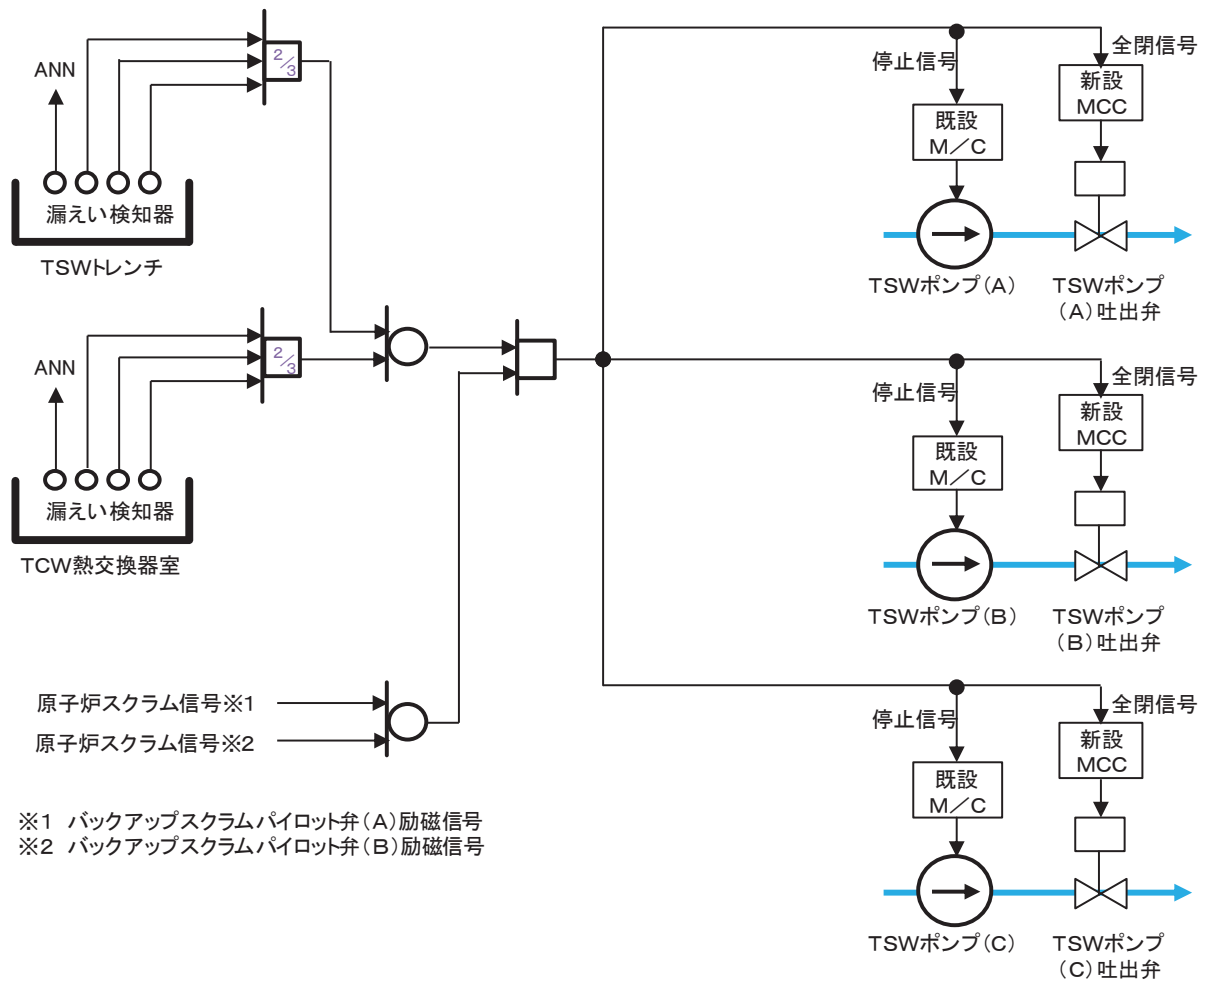 ANN
2/3
漏えい検知器
TSWトレンチ
ANN
2/3
漏えい検知器
TCW熱交換器室
原子炉スクラム信号※1
原子炉スクラム信号※2
※1 バックアップスクラムパイロット弁(A)励磁信号
※2 バックアップスクラムパイロット弁(B)励磁信号
停止信号
全閉信号
既設
M/C
新設
MCC
TSWポンプ(A)
TSWポンプ
(A)吐出弁
停止信号
全閉信号
既設
M/C
新設
MCC
TSWポンプ(B)
TSWポンプ
(B)吐出弁
停止信号
全閉信号
既設
M/C
新設
MCC
TSWポンプ(C)
TSWポンプ
(C)吐出弁